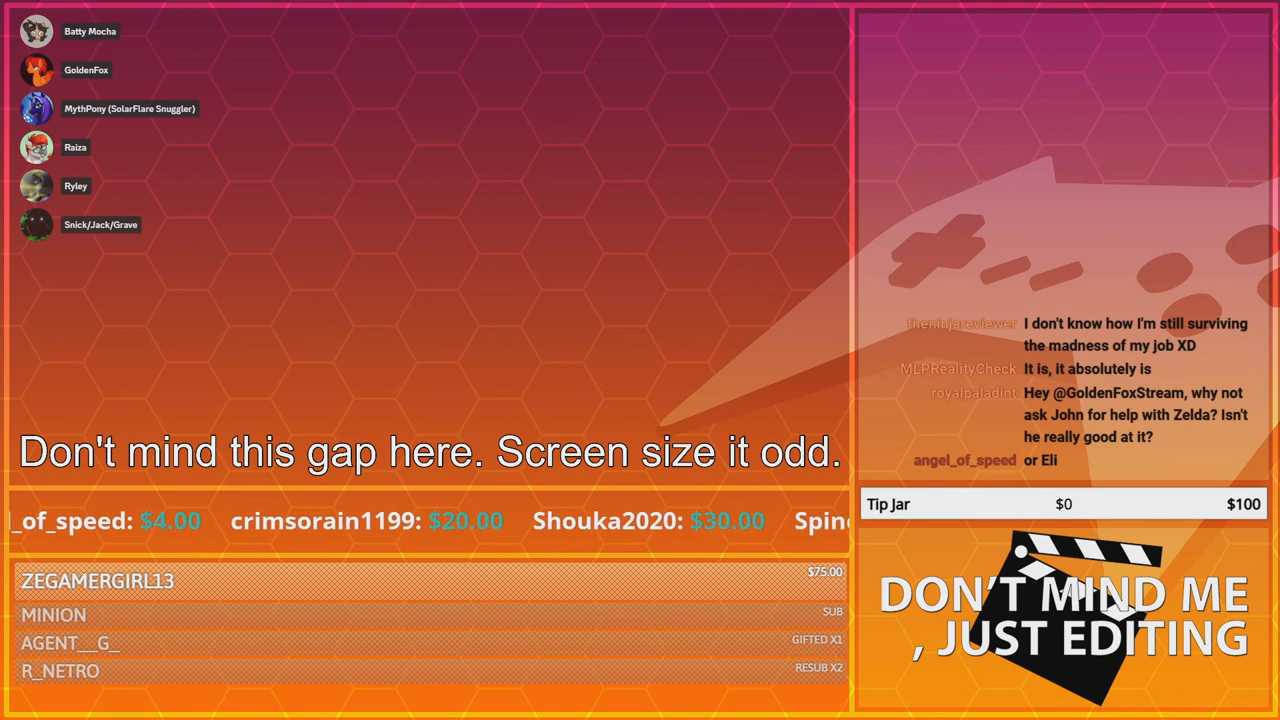 Batty Mocha
GoldenFox
MythPony (SolarFlare Snuggler)
Raiza
Ryley
Snick/Jack/Grave
Don't mind this gap here. Screen size it odd.
_of_speed: $4.00 crimsorain1199: $20.00 Shouka2020: $30.00
ZEGAMERGIRL13 $75.00
MINION SUB
AGENT__G_ GIFTED X1
R_NETRO RESUB X2
theninjareviewer I don't know how I'm still surviving
the madness of my job XD
MLPRealityCheck It is, it absolutely is
royalpaladint Hey @GoldenFoxStream, why not
ask John for help with Zelda? Isn't
he really good at it?
angel_of_speed or Eli
Tip Jar $0 $100
DON'T MIND ME
, JUST EDITING